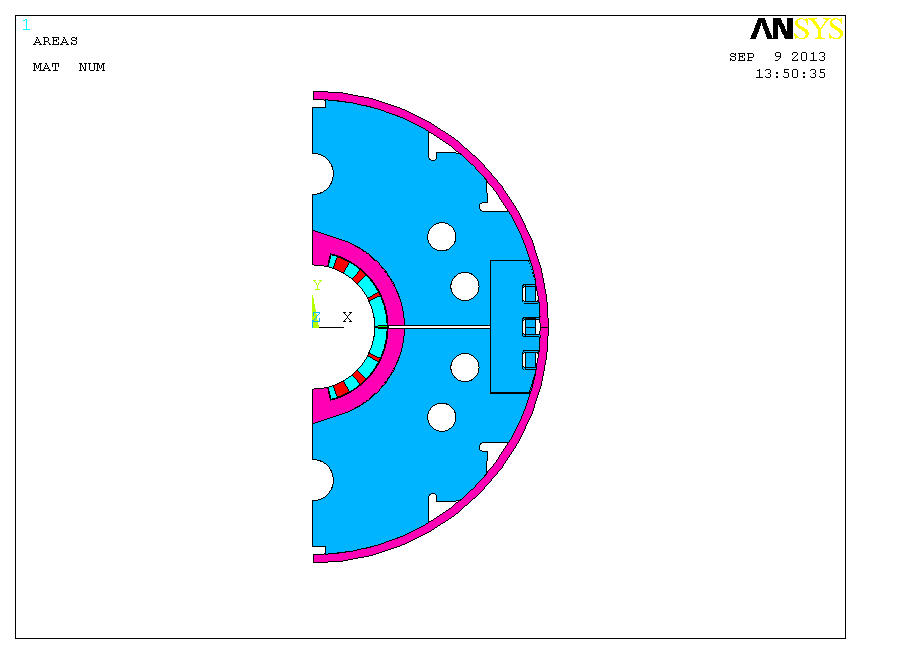 1
AREAS
MAT NUM
ANSYS
SEP 9 2013
13:50:35
Y
Z X